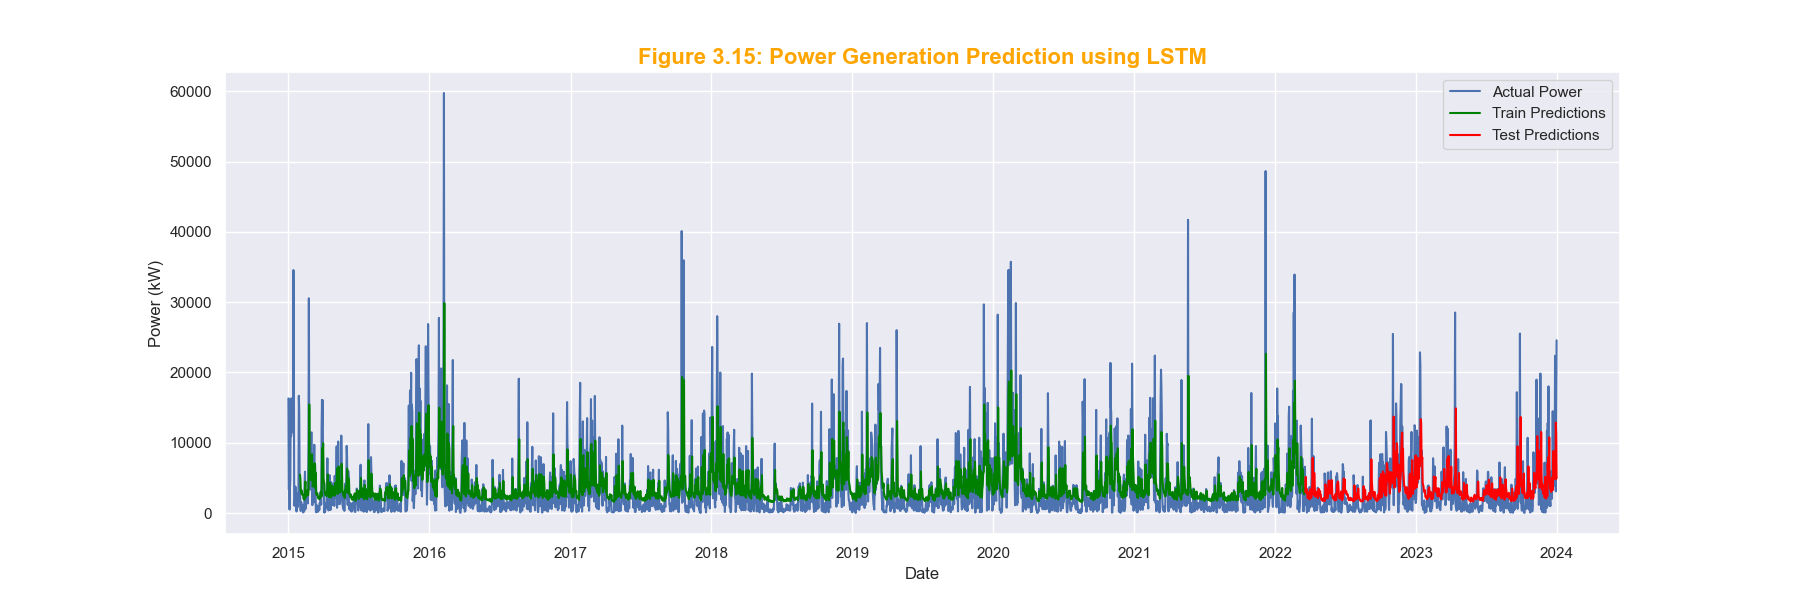 Figure 3.15: Power Generation Prediction using LSTM
Actual Power
Train Predictions
Test Predictions
Power (kW)
60000
50000
40000
30000
20000
10000
0
2015 2016 2017 2018 2019 2020 2021 2022 2023 2024
Date